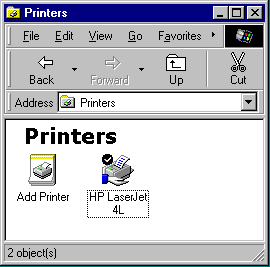 Printers
File Edit View Go Favorites
Back Forward Up Cut
Address Printers
Printers
Add Printer HP LaserJet
4L
2 object(s)